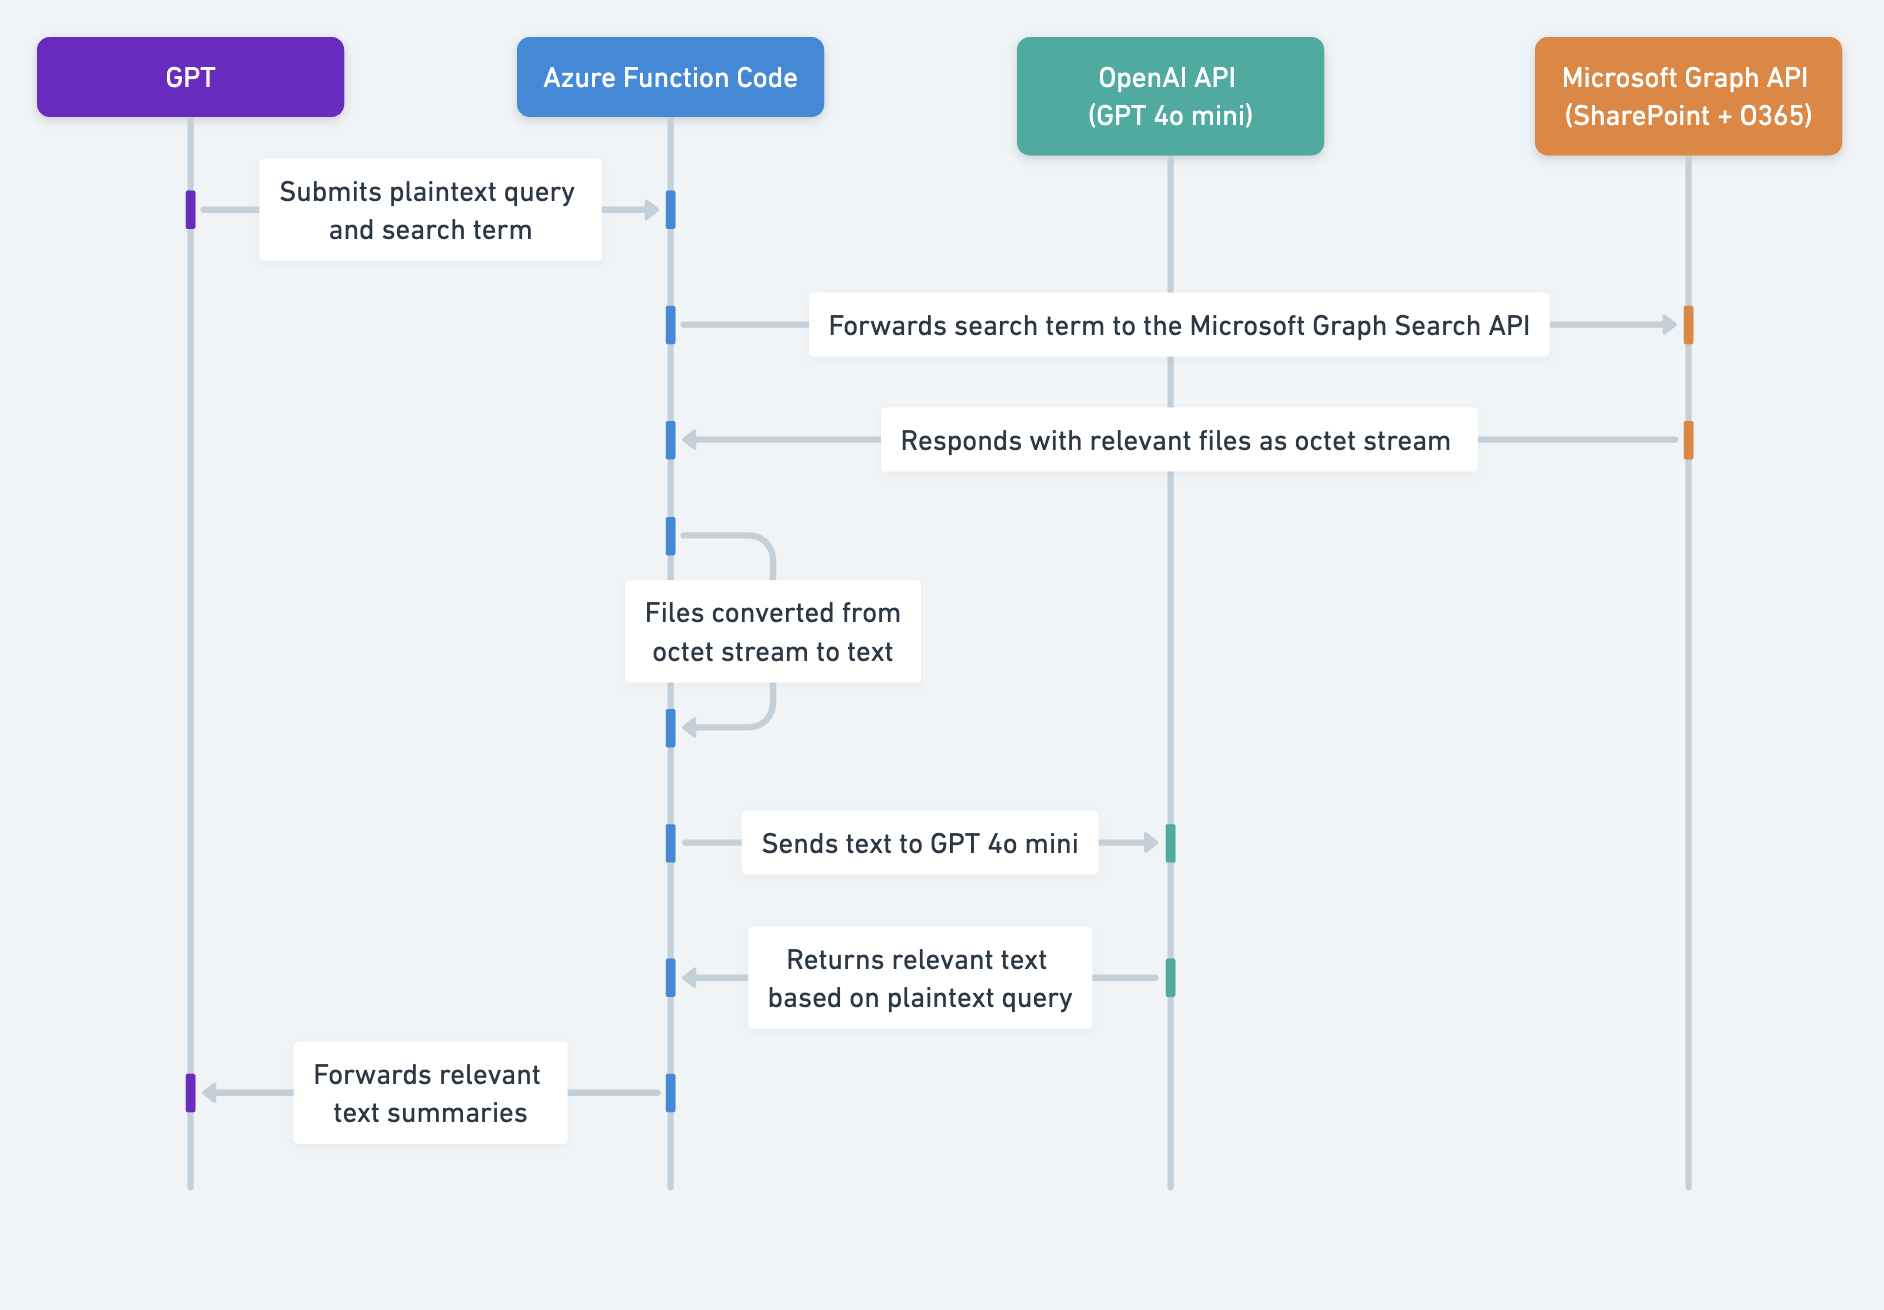 GPT
Azure Function Code
OpenAI API
(GPT 4o mini)
Microsoft Graph API
(SharePoint + O365)
Submits plaintext query
and search term
Forwards search term to the Microsoft Graph Search API
Responds with relevant files as octet stream
Files converted from
octet stream to text
Sends text to GPT 4o mini
Returns relevant text
based on plaintext query
Forwards relevant
text summaries